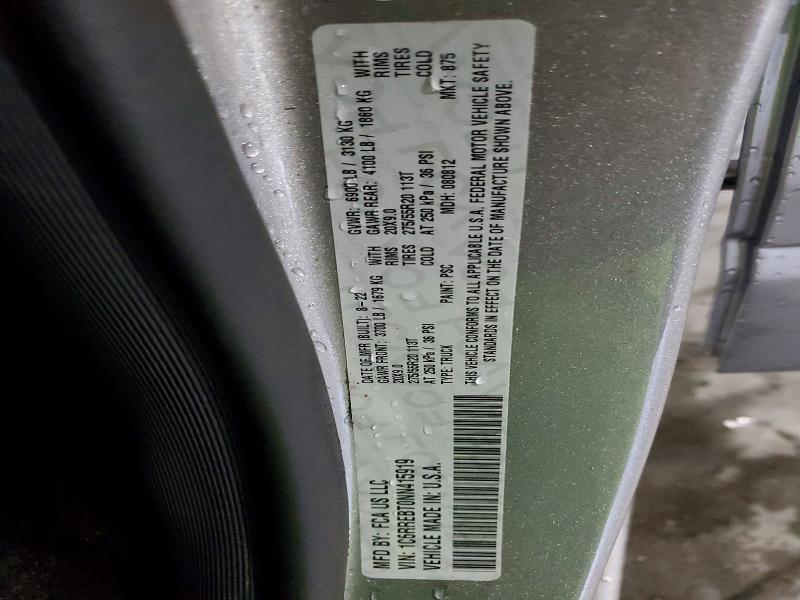 MFD BY: FCA US LLC
DATE OF MFR (BUILT): 8-22
GVWR: 6900 LB / 3130 KG
GAWR FRONT: 3700 LB / 1679 KG WITH
GAWR REAR: 4100 LB / 1860 KG WITH
20X9.0 RIMS
20X9.0 RIMS
275/55R20 113T TIRES
275/55R20 113T TIRES
AT 250 kPa / 36 PSI COLD
AT 250 kPa / 36 PSI COLD
TYPE: TRUCK PAINT: PSC MDH: 080812 MKT: 875
VIN: 1C6RREBT0NN415919
VEHICLE MADE IN: U.S.A.
THIS VEHICLE CONFORMS TO ALL APPLICABLE U.S.A. FEDERAL MOTOR VEHICLE SAFETY
STANDARDS IN EFFECT ON THE DATE OF MANUFACTURE SHOWN ABOVE.